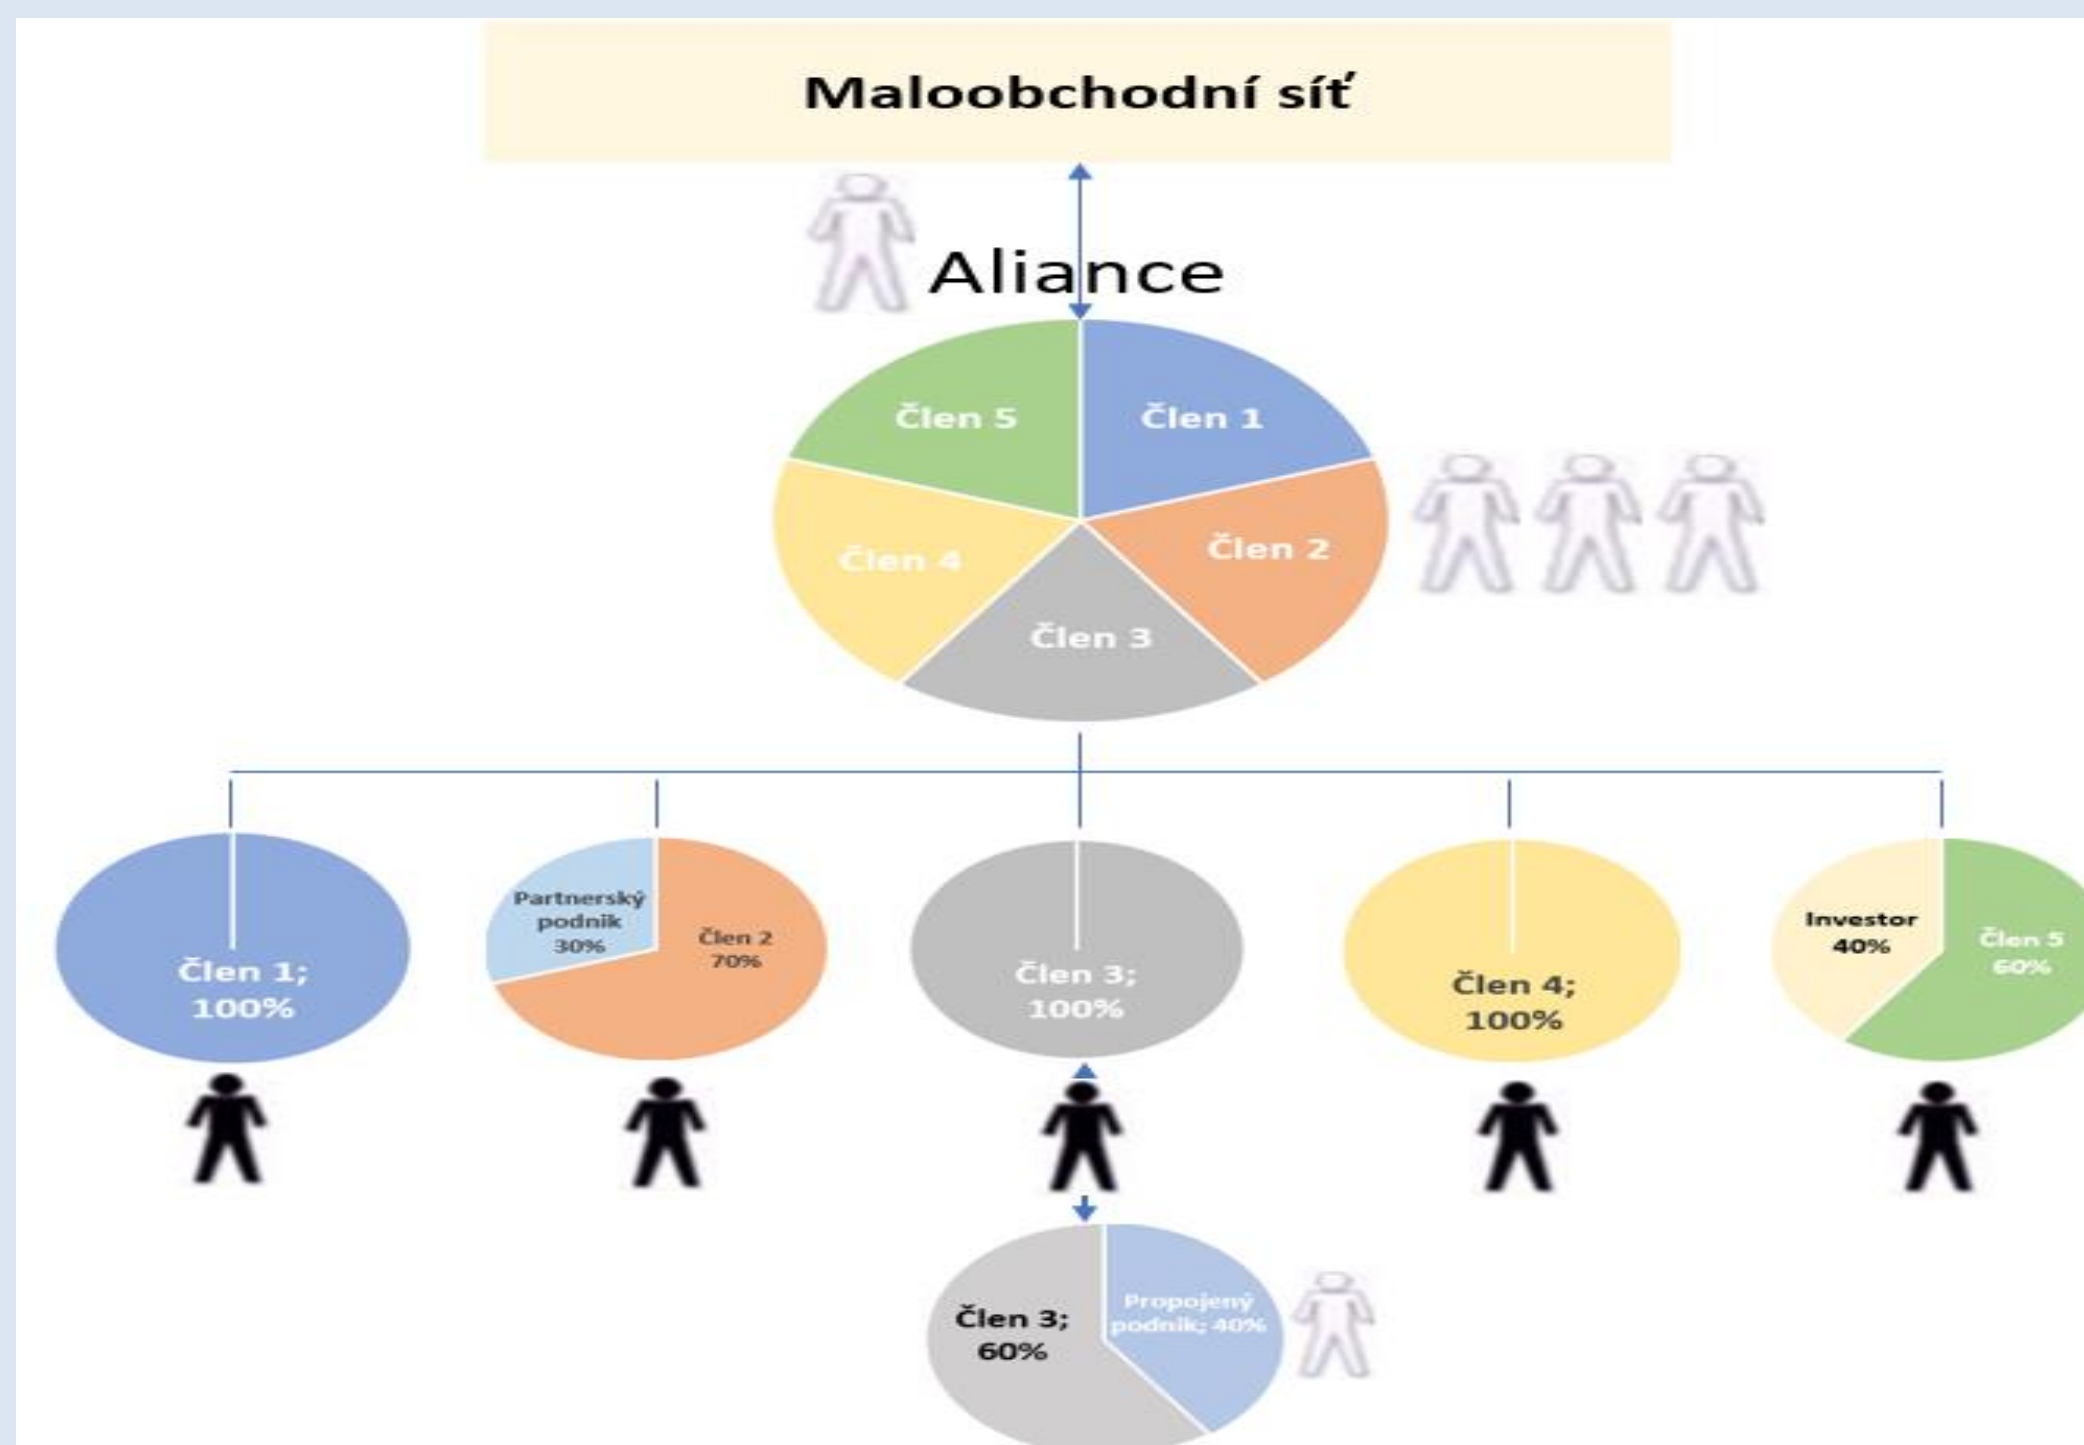 Maloobchodní síť
Aliance
Člen 5
Člen 1
Člen 4
Člen 2
Člen 3
Člen 1;
100%
Partnerský
podnik
30%
Člen 2
70%
Člen 3;
100%
Člen 4;
100%
Investor
40%
Člen 5
60%
Člen 3;
60%
Propojený
podnik; 40%